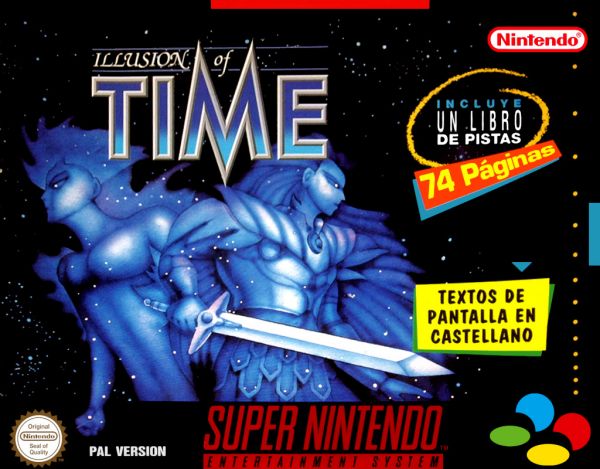 Nintendo
ILLUSION of
TIME
INCLUYE
UN LIBRO
DE PISTAS
74 Páginas
TEXTOS DE
PANTALLA EN
CASTELLANO
Original
Nintendo
Seal of
Quality
PAL VERSION
SUPER NINTENDO
ENTERTAINMENT SYSTEM